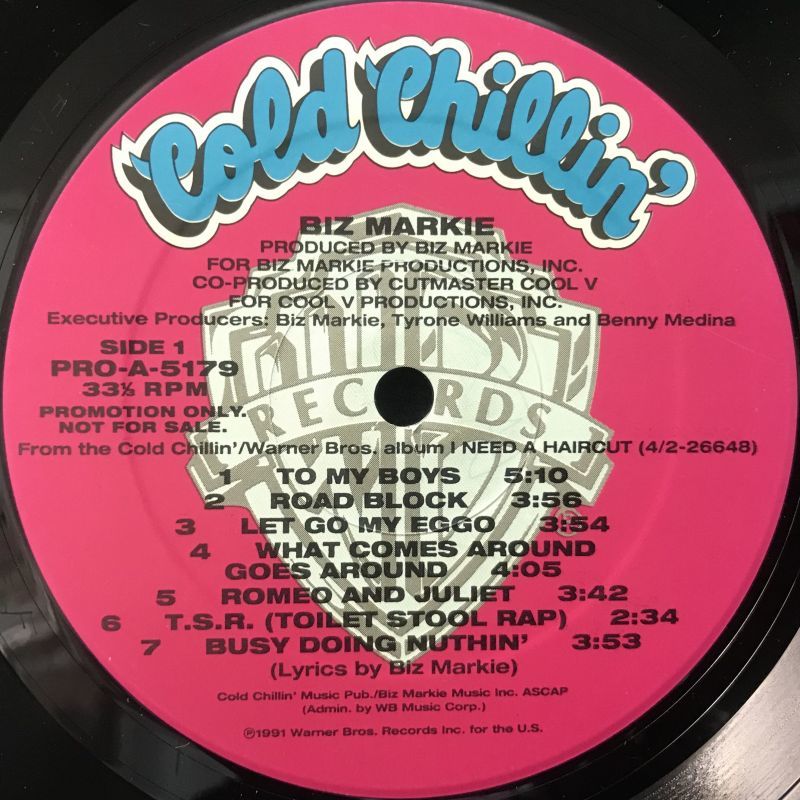 Cold Chillin'
BIZ MARKIE
PRODUCED BY BIZ MARKIE
FOR BIZ MARKIE PRODUCTIONS, INC.
CO-PRODUCED BY CUTMASTER COOL V
FOR COOL V PRODUCTIONS, INC.
Executive Producers: Biz Markie, Tyrone Williams and Benny Medina
SIDE 1
PRO-A-5179
33⅓ RPM
PROMOTION ONLY.
NOT FOR SALE.
RECORDS
From the Cold Chillin'/Warner Bros. album I NEED A HAIRCUT (4/2-26648)
1 TO MY BOYS 5:10
2 ROAD BLOCK 3:56
3 LET GO MY EGGO 3:54
4 WHAT COMES AROUND
GOES AROUND 4:05
5 ROMEO AND JULIET 3:42
6 T.S.R. (TOILET STOOL RAP) 2:34
7 BUSY DOING NUTHIN' 3:53
(Lyrics by Biz Markie)
®
Cold Chillin' Music Pub./Biz Markie Music Inc. ASCAP
(Admin. by WB Music Corp.)
℗1991 Warner Bros. Records Inc. for the U.S.